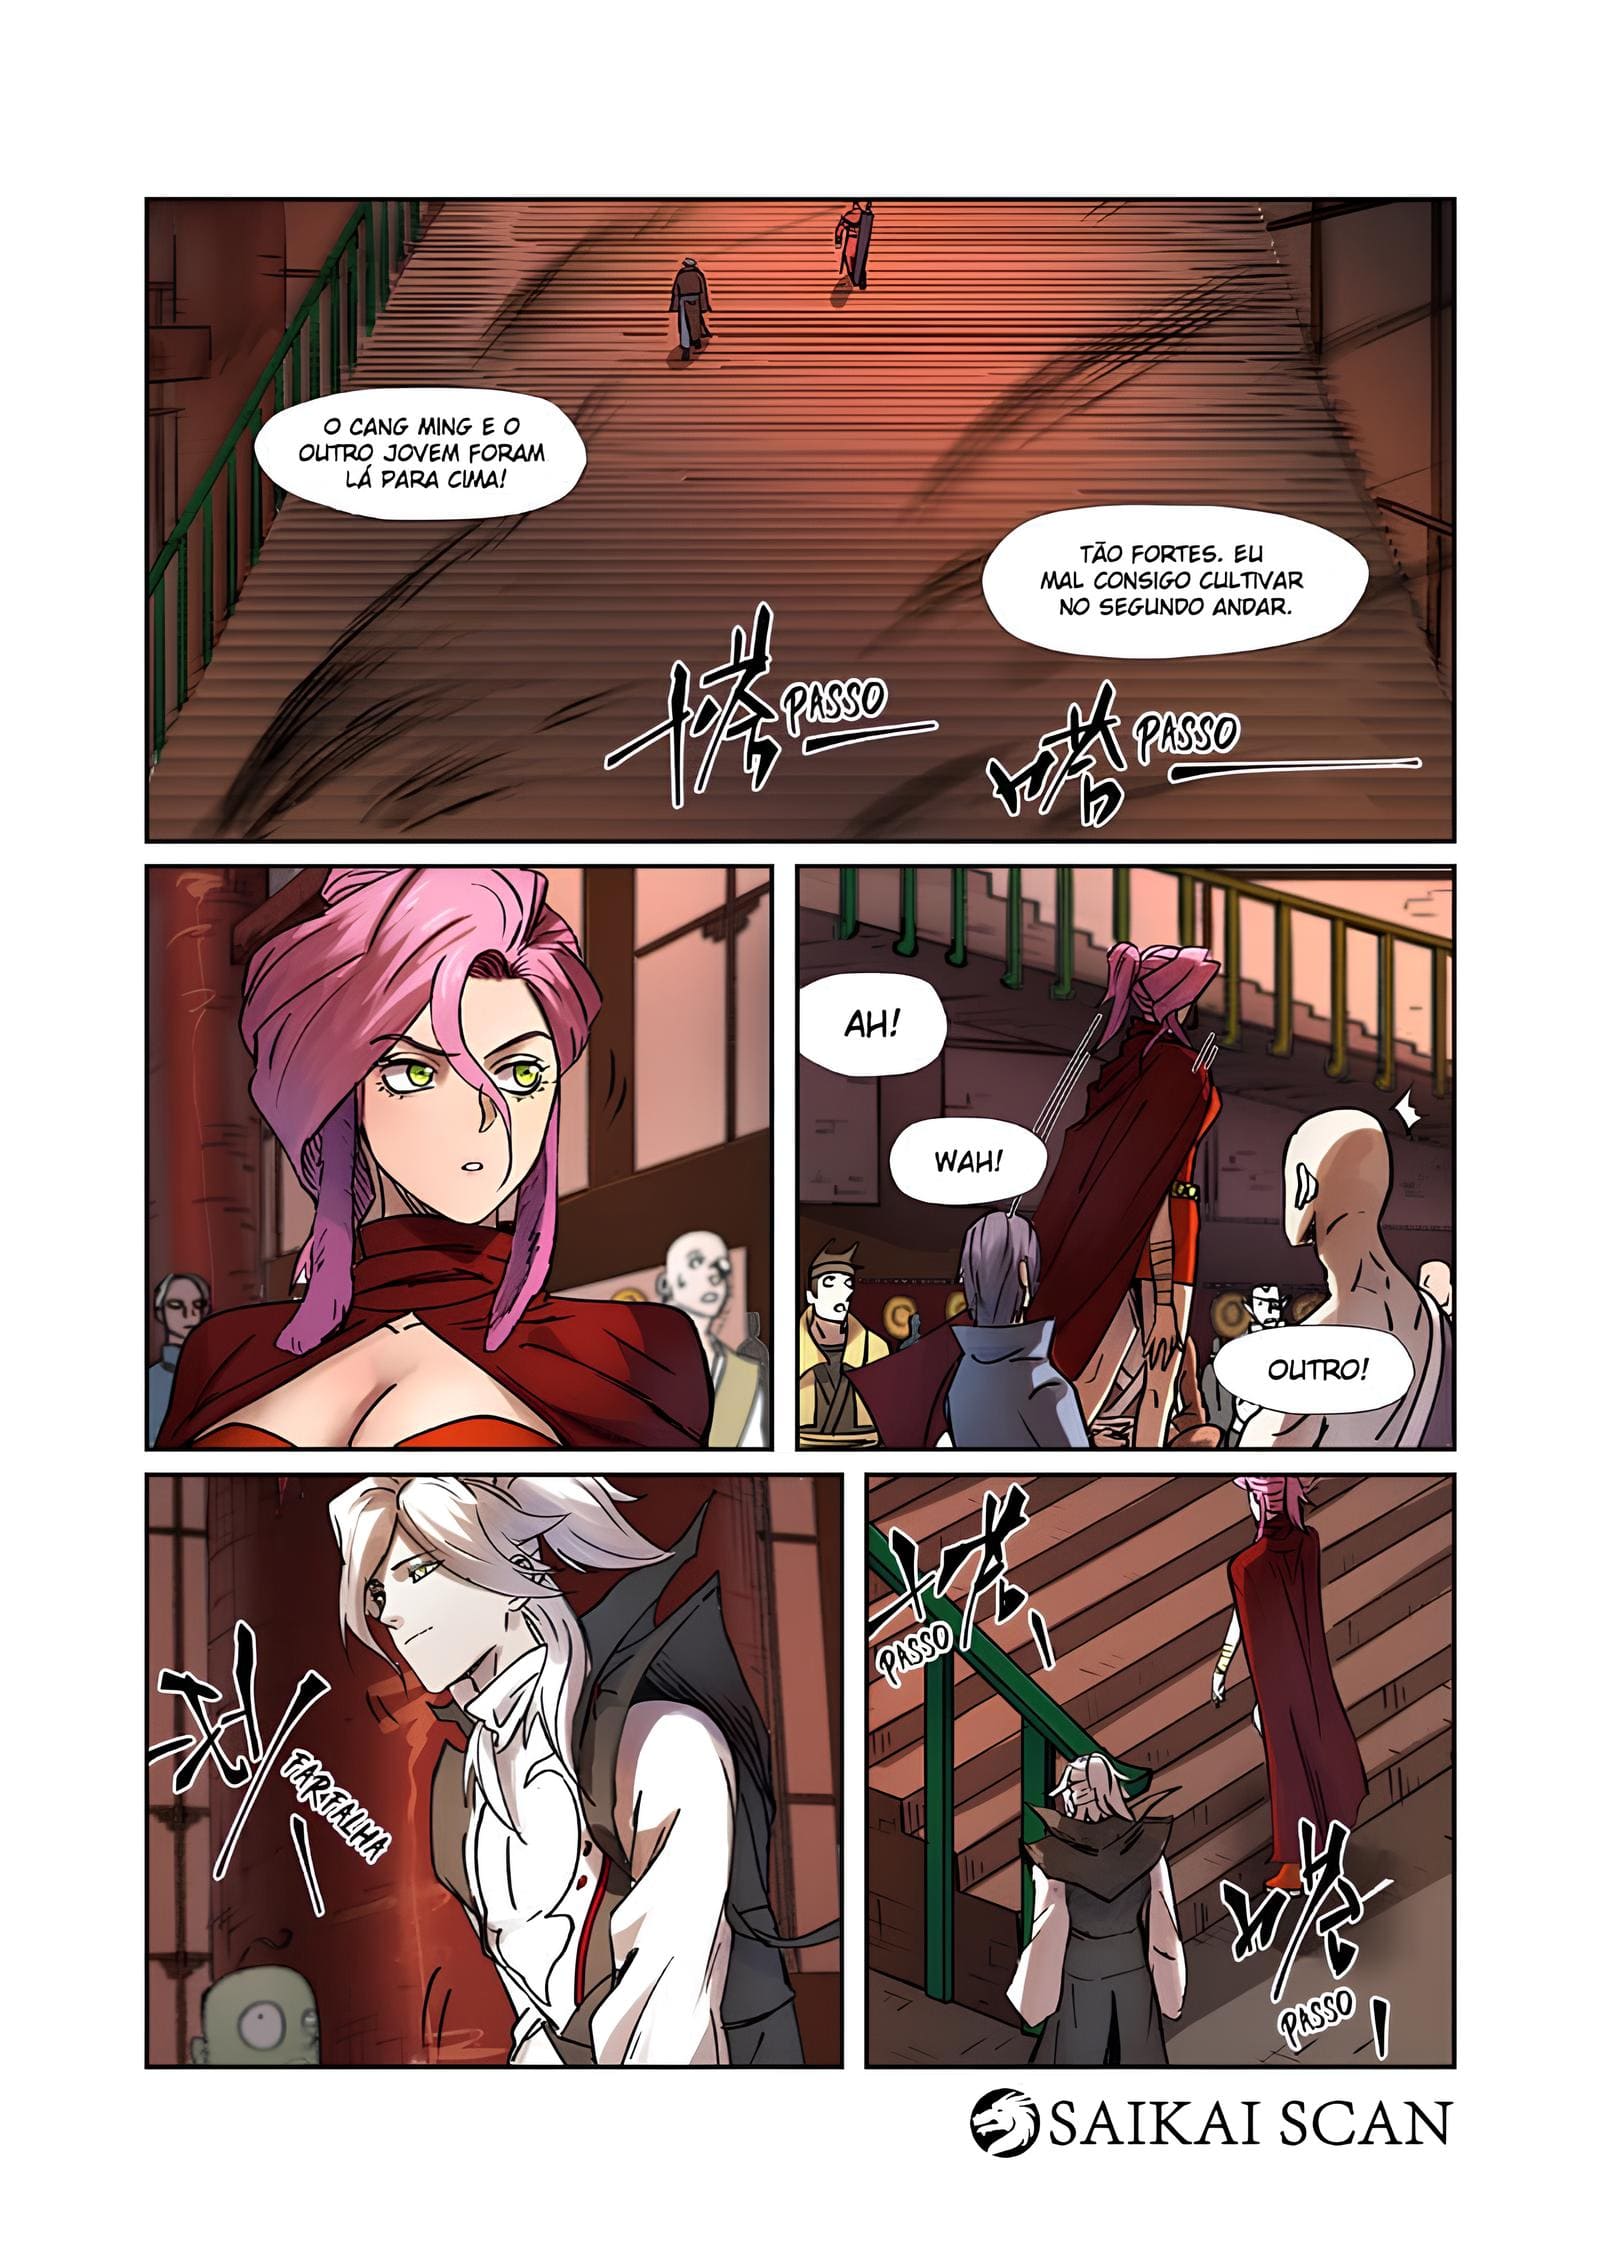 O CANG MING E O
OUTRO JOVEM FORAM
LÁ PARA CIMA!
TÃO FORTES. EU
MAL CONSIGO CULTIVAR
NO SEGUNDO ANDAR.
PASSO
嗒 PASSO
AH!
WAH!
OUTRO!
FARFALHA
PASSO
PASSO
SAIKAI SCAN